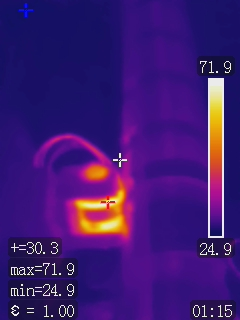 71.9
24.9
+=30.3
max=71.9
min=24.9
ε = 1.00
01:15